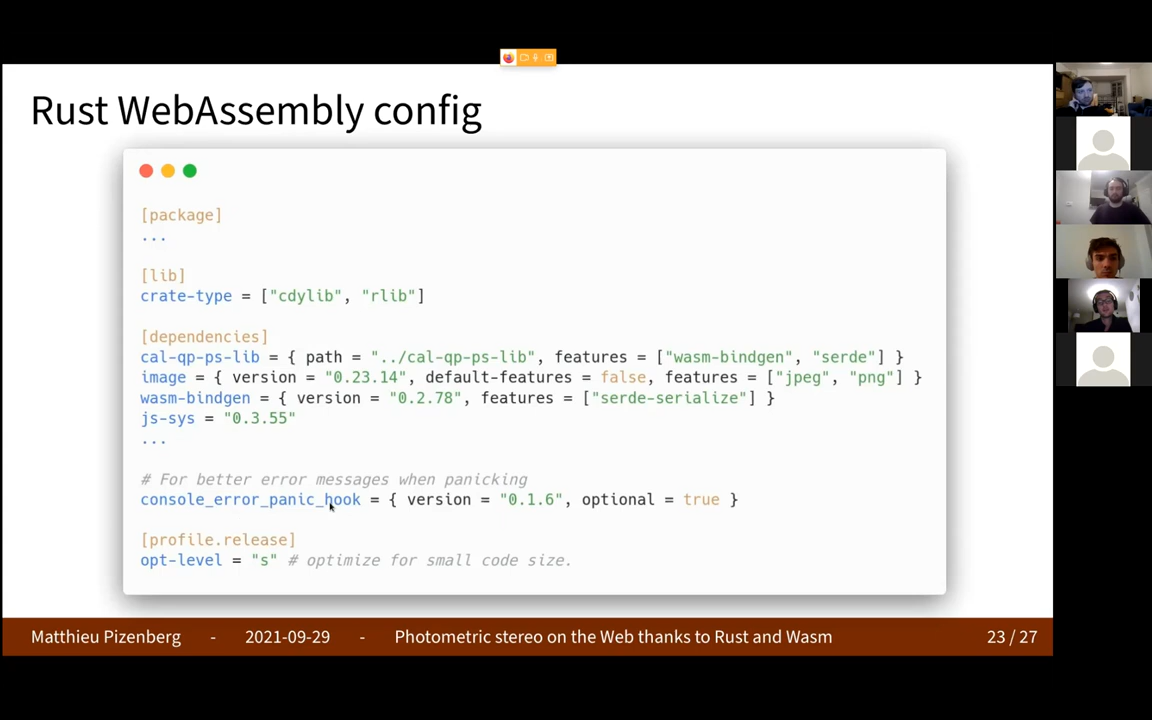 Rust WebAssembly config
[package]
...
[lib]
crate-type = ["cdylib", "rlib"]
[dependencies]
cal-qp-ps-lib = { path = "../cal-qp-ps-lib", features = ["wasm-bindgen", "serde"] }
image = { version = "0.23.14", default-features = false, features = ["jpeg", "png"] }
wasm-bindgen = { version = "0.2.78", features = ["serde-serialize"] }
js-sys = "0.3.55"
...
# For better error messages when panicking
console_error_panic_hook = { version = "0.1.6", optional = true }
[profile.release]
opt-level = "s" # optimize for small code size.
Matthieu Pizenberg - 2021-09-29 - Photometric stereo on the Web thanks to Rust and Wasm 23 / 27